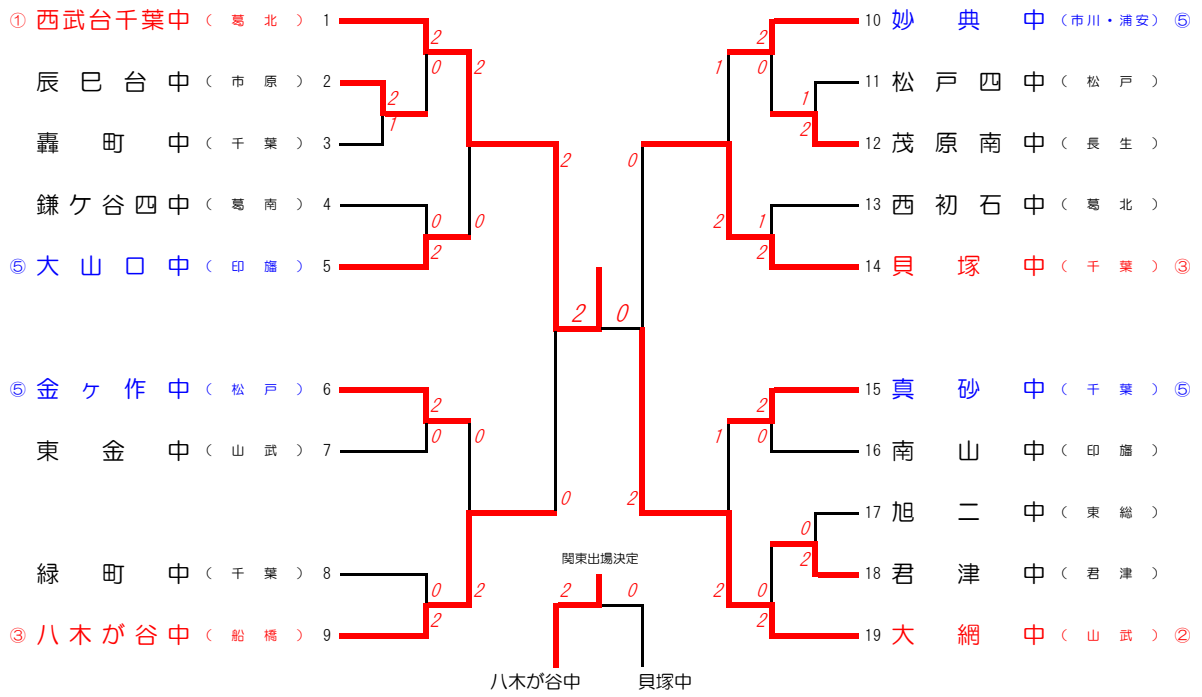 ① 西武台千葉中 （ 葛 北 ） 1
辰巳台中 （ 市 原 ） 2
轟町中 （ 千 葉 ） 3
鎌ケ谷四中 （ 葛 南 ） 4
⑤ 大山口中 （ 印 旛 ） 5
⑤ 金ヶ作中 （ 松 戸 ） 6
東金中 （ 山 武 ） 7
緑町中 （ 千 葉 ） 8
③ 八木が谷中 （ 船 橋 ） 9
2
0
2
1
2
0
2
0
2
2
0
0
0
2
2
0
2
2 0
関東出場決定
2 0
八木が谷中 貝塚中
10 妙典中 （市川・浦安） ⑤
11 松戸四中 （ 松 戸 ）
12 茂原南中 （ 長 生 ）
13 西初石中 （ 葛 北 ）
14 貝塚中 （ 千 葉 ） ③
15 真砂中 （ 千 葉 ） ⑤
16 南山中 （ 印 旛 ）
17 旭二中 （ 東 総 ）
18 君津中 （ 君 津 ）
19 大網中 （ 山 武 ） ②
2
1
0
1
2
0
2
1
2
2
1
0
2
0
2
2
0
2